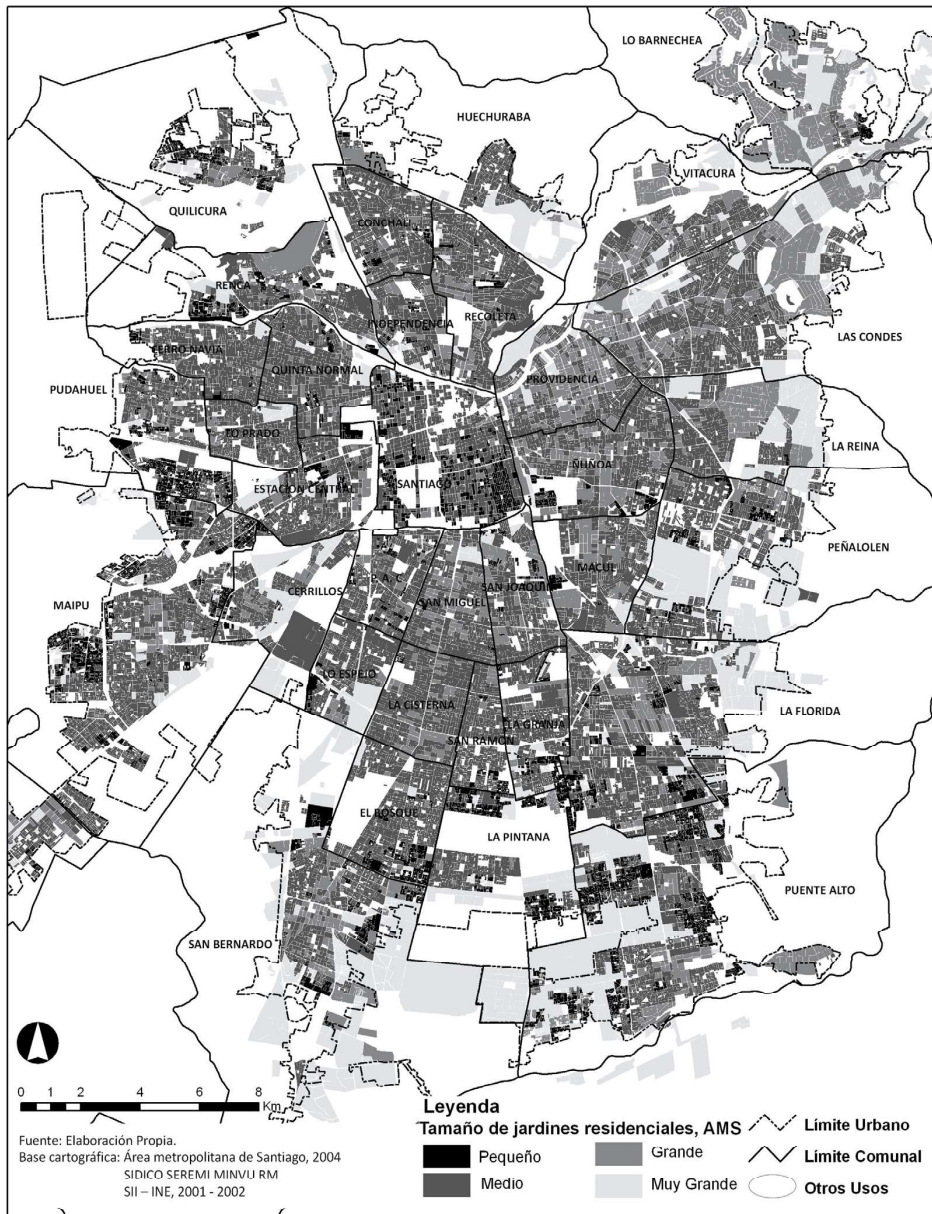 LO BARNECHEA
HUECHURABA
VITACURA
QUILICURA
CONCHALI
RENCA
INDEPENDENCIA
RECOLETA
LAS CONDES
CERRO NAVIA
QUINTA NORMAL
PROVIDENCIA
PUDAHUEL
LO PRADO
LA REINA
ÑUÑOA
ESTACION CENTRAL
SANTIAGO
PEÑALOLEN
MACUL
CERRILLOS
P. A. C
SAN JOAQUIN
SAN MIGUEL
MAIPU
LO ESPEJO
LA CISTERNA
LA FLORIDA
LA GRANJA
SAN RAMON
EL BOSQUE
LA PINTANA
PUENTE ALTO
SAN BERNARDO
0 1 2 4 6 8
Km
Fuente: Elaboración Propia.
Base cartográfica: Área metropolitana de Santiago, 2004
SIDICO SEREMI MINVU RM
SII – INE, 2001 - 2002
Leyenda
Tamaño de jardines residenciales, AMS
Pequeño
Medio
Grande
Muy Grande
Límite Urbano
Límite Comunal
Otros Usos